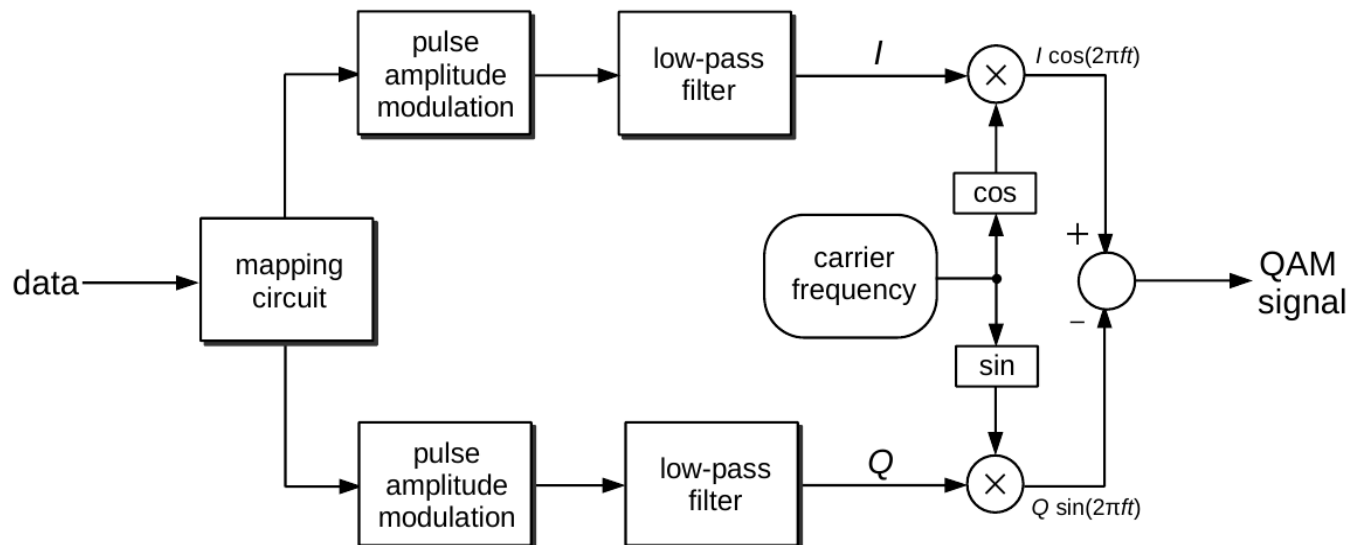 pulse
amplitude
modulation
low-pass
filter
I
×
I cos(2πft)
cos
+
data
mapping
circuit
carrier
frequency
QAM
signal
−
sin
pulse
amplitude
modulation
low-pass
filter
Q
×
Q sin(2πft)